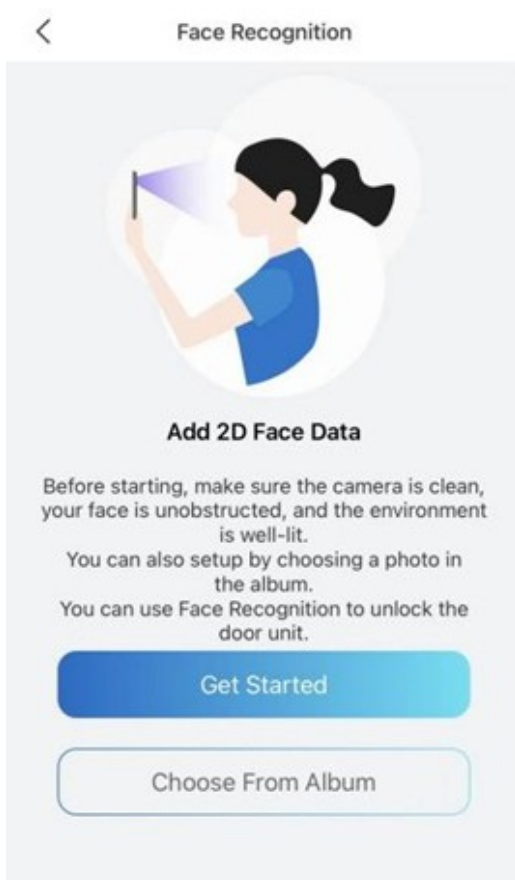 Face Recognition
Add 2D Face Data
Before starting, make sure the camera is clean,
your face is unobstructed, and the environment
is well-lit.
You can also setup by choosing a photo in
the album.
You can use Face Recognition to unlock the
door unit.
Get Started
Choose From Album